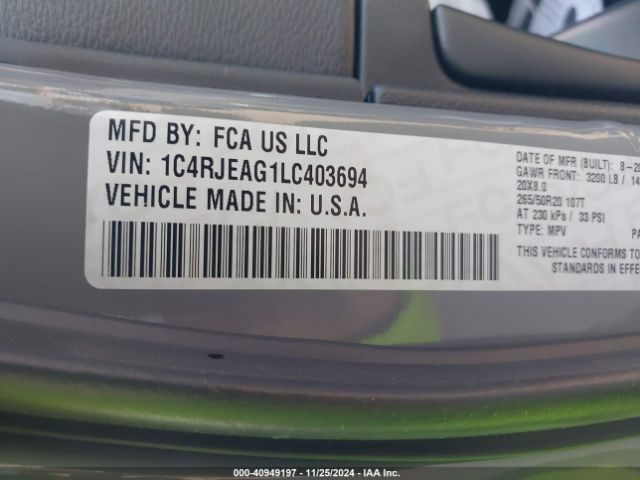 MFD BY: FCA US LLC
VIN: 1C4RJEAG1LC403694
VEHICLE MADE IN: U.S.A.
DATE OF MFR (BUILT): 8-20
GAWR FRONT: 3200 LB / 14
20X8.0
265/50R20 107T
AT 230 kPa / 33 PSI
TYPE: MPV PA
THIS VEHICLE CONFORMS TO
STANDARDS IN EFFE
000-40949197 - 11/25/2024 - IAA Inc.